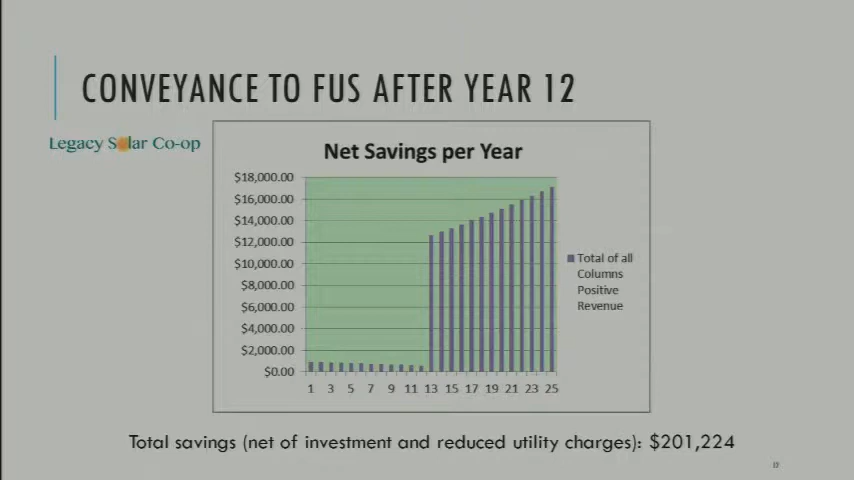 CONVEYANCE TO FUS AFTER YEAR 12
Legacy Solar Co-op
Net Savings per Year
$18,000.00
$16,000.00
$14,000.00
$12,000.00
$10,000.00
$8,000.00
$6,000.00
$4,000.00
$2,000.00
$0.00
1 3 5 7 9 11 13 15 17 19 21 23 25
Total of all
Columns
Positive
Revenue
Total savings (net of investment and reduced utility charges): $201,224